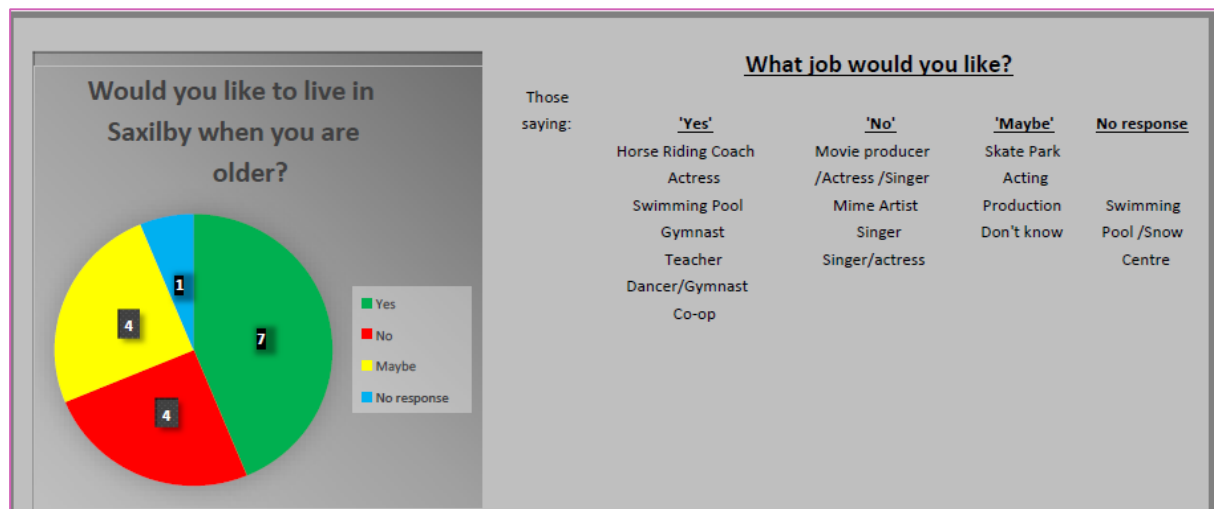 Would you like to live in
Saxilby when you are
older?
7
4
4
1
Yes
No
Maybe
No response
What job would you like?
Those
saying:
'Yes'
Horse Riding Coach
Actress
Swimming Pool
Gymnast
Teacher
Dancer/Gymnast
Co-op
'No'
Movie producer
/Actress /Singer
Mime Artist
Singer
Singer/actress
'Maybe'
Skate Park
Acting
Production
Don't know
No response
Swimming
Pool /Snow
Centre